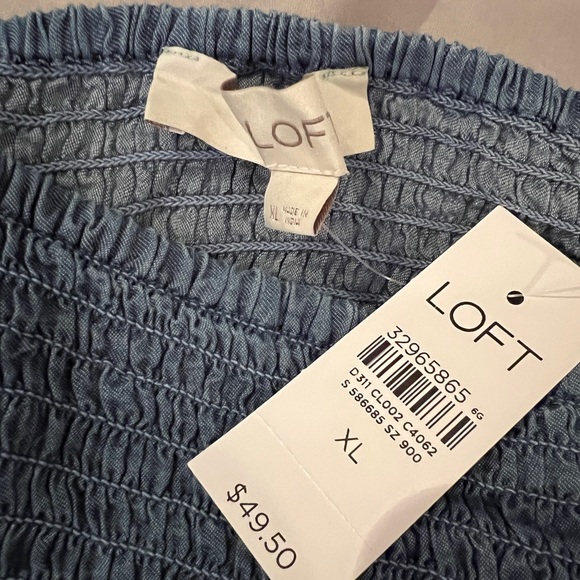 LOFT
XL MADE IN
INDIA
LOFT
32965865 6G
D311 CL002 C4062
S 586685 SZ 900
XL
$49.50